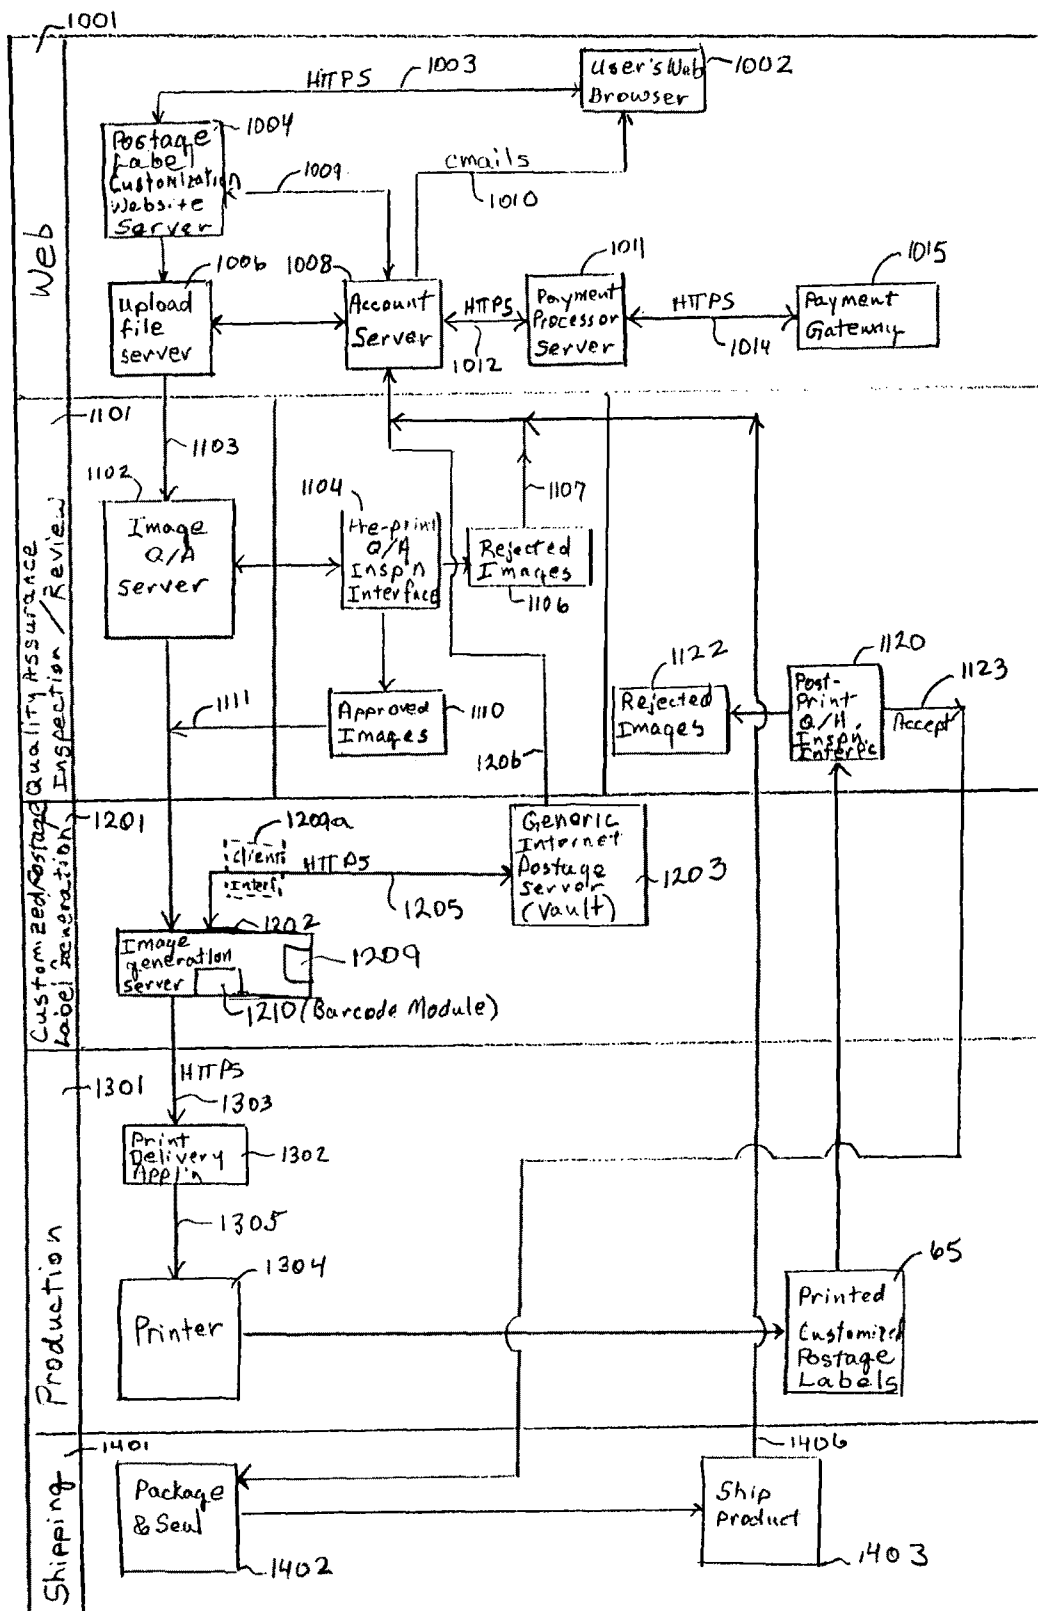 1001
Web
HTTPS
1003
User's Web
Browser
1002
Postage
Label
Customization
Website
Server
1004
1009
emails
1010
Upload
file
server
1006
1008
Account
Server
HTTPS
1012
1011
Payment
Processor
Server
HTTPS
1014
1015
Payment
Gateway
1101
Quality Assurance
Inspection / Review
1103
1102
Image
Q/A
Server
1104
Pre-print
Q/A
Insp'n
Interface
1107
Rejected
Images
1106
1111
Approved
Images
1110
1206
1122
Rejected
Images
1120
Post-
Print
Q/A.
Inspn.
Interfc
1123
Accept
Customized Postage
Label Generation
1201
1209a
Client
Interf.
HTTPS
1205
Generic
Internet
Postage
Server
(Vault)
1203
1202
Image
generation
server
1209
1210 (Barcode Module)
Production
1301
HTTPS
1303
Print
Delivery
Appl'n
1302
1305
1304
Printer
65
Printed
Customized
Postage
Labels
Shipping
1401
Package
& Seal
1402
1406
Ship
Product
1403